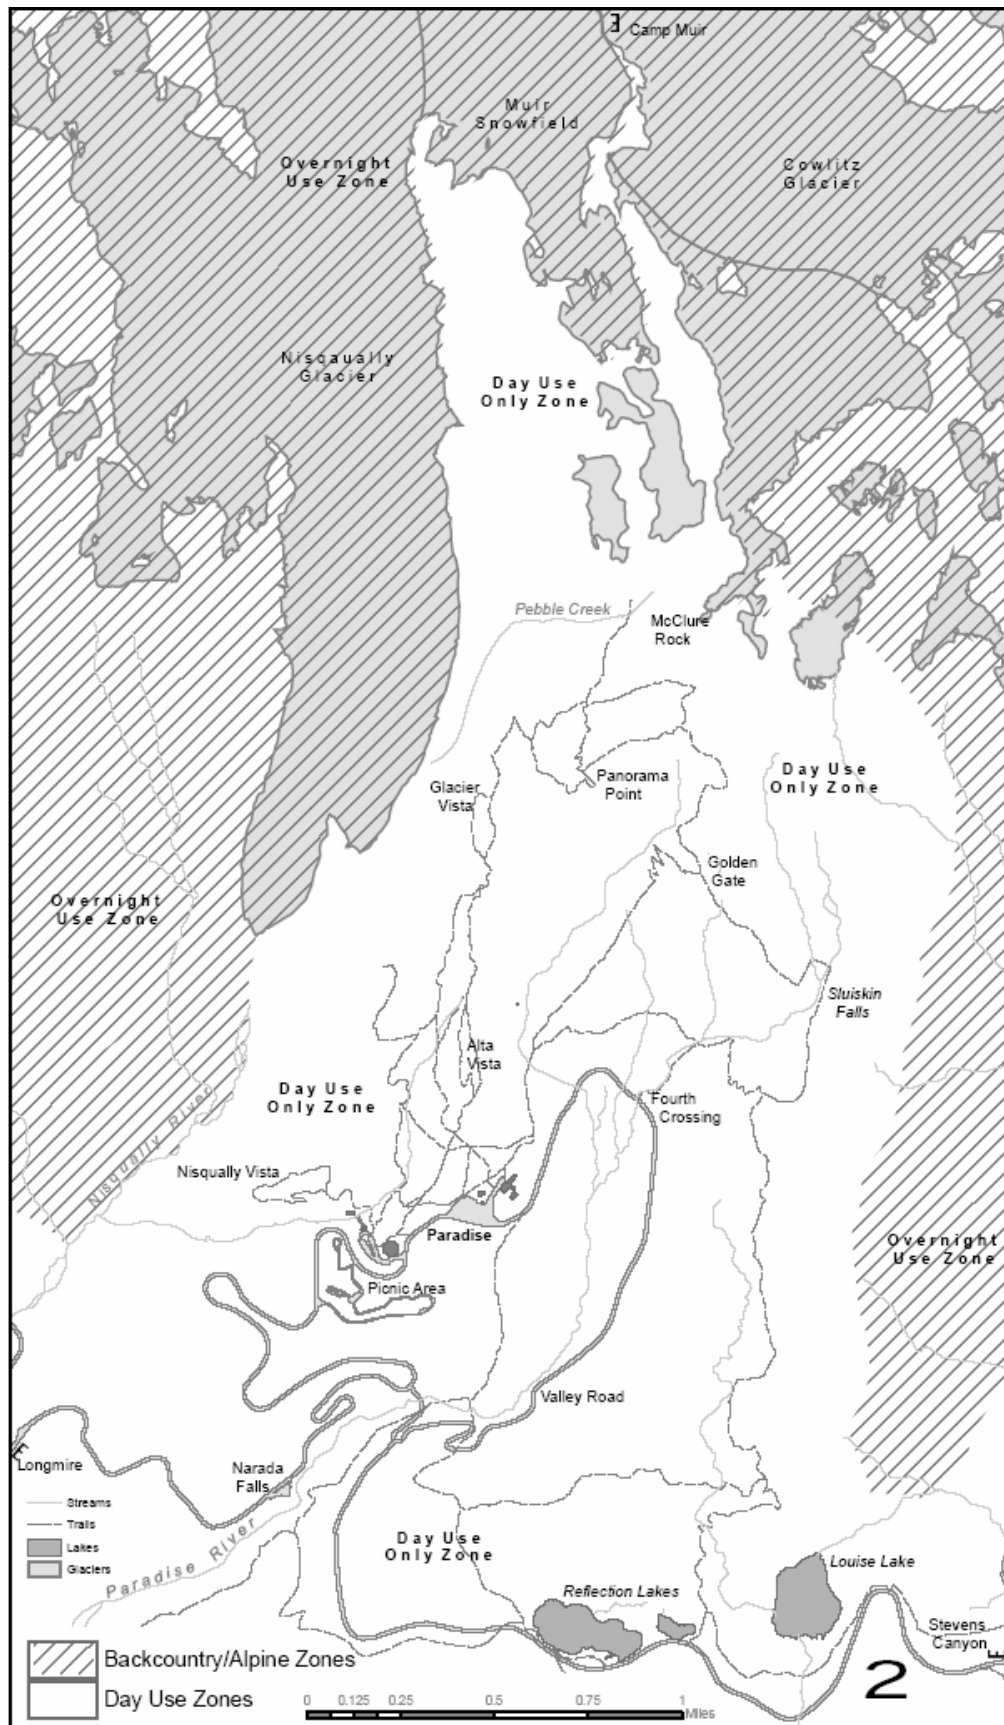 Camp Muir
Muir
Snowfield
Overnight
Use Zone
Cowlitz
Glacier
Nisqaually
Glacier
Day Use
Only Zone
Pebble Creek
McClure
Rock
Glacier
Vista
Panorama
Point
Day Use
Only Zone
Golden
Gate
Overnight
Use Zone
Sluiskin
Falls
Alta
Vista
Day Use
Only Zone
Fourth
Crossing
Nisqually River
Nisqually Vista
Paradise
Overnight
Use Zone
Picnic Area
Valley Road
Longmire
Narada
Falls
Streams
Trails
Lakes
Glaciers
Paradise River
Day Use
Only Zone
Reflection Lakes
Louise Lake
Stevens
Canyon
Backcountry/Alpine Zones
Day Use Zones
2
0 0.125 0.25 0.5 0.75 1
Miles